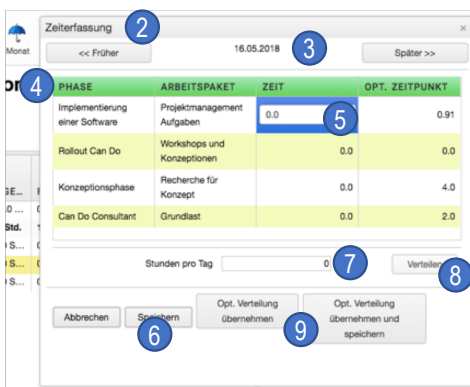 Zeiterfassung
2
×
Monat
<< Früher
16.05.2018
3
Später >>
4
PHASE ARBEITSPAKET ZEIT OPT. ZEITPUNKT
Implementierung
einer Software
Projektmanagement
Aufgaben
0.0
5
0.91
Rollout Can Do
Workshops und
Konzeptionen
0.0
0.0
Konzeptionsphase
Recherche für
Konzept
0.0
4.0
Can Do Consultant
Grundlast
0.0
2.0
GE...
Std.
Stunden pro Tag
0
7
Verteilen
8
Abbrechen
Speichern
6
Opt. Verteilung
übernehmen
9
Opt. Verteilung
übernehmen und
speichern